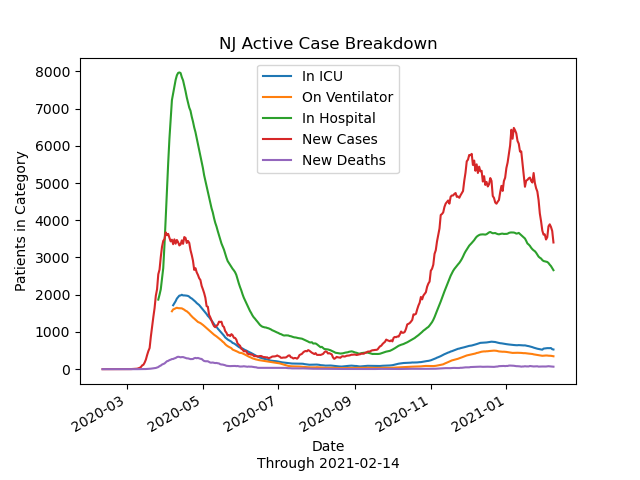 NJ Active Case Breakdown
In ICU
On Ventilator
In Hospital
New Cases
New Deaths
Patients in Category
8000
7000
6000
5000
4000
3000
2000
1000
0
2020-03
2020-05
2020-07
2020-09
2020-11
2021-01
Date
Through 2021-02-14